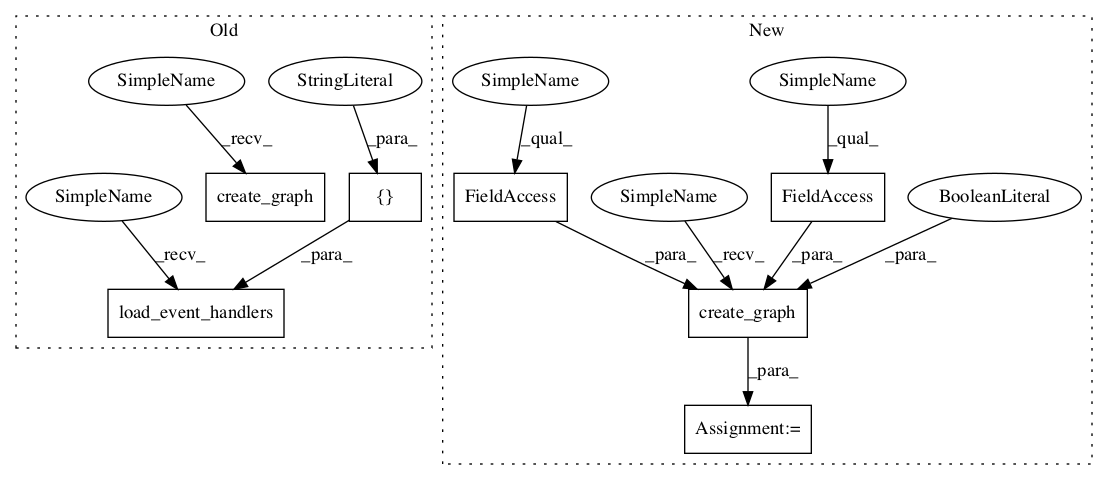 Old
New
SimpleName
StringLiteral
SimpleName
SimpleName
_recv_
_para_
_qual_
_qual_
SimpleName
create_graph
{}
FieldAccess
SimpleName
FieldAccess
BooleanLiteral
_recv_
_para_
_para_
_recv_
_para_
_para_
load_event_handlers
create_graph
_para_
Assignment:=